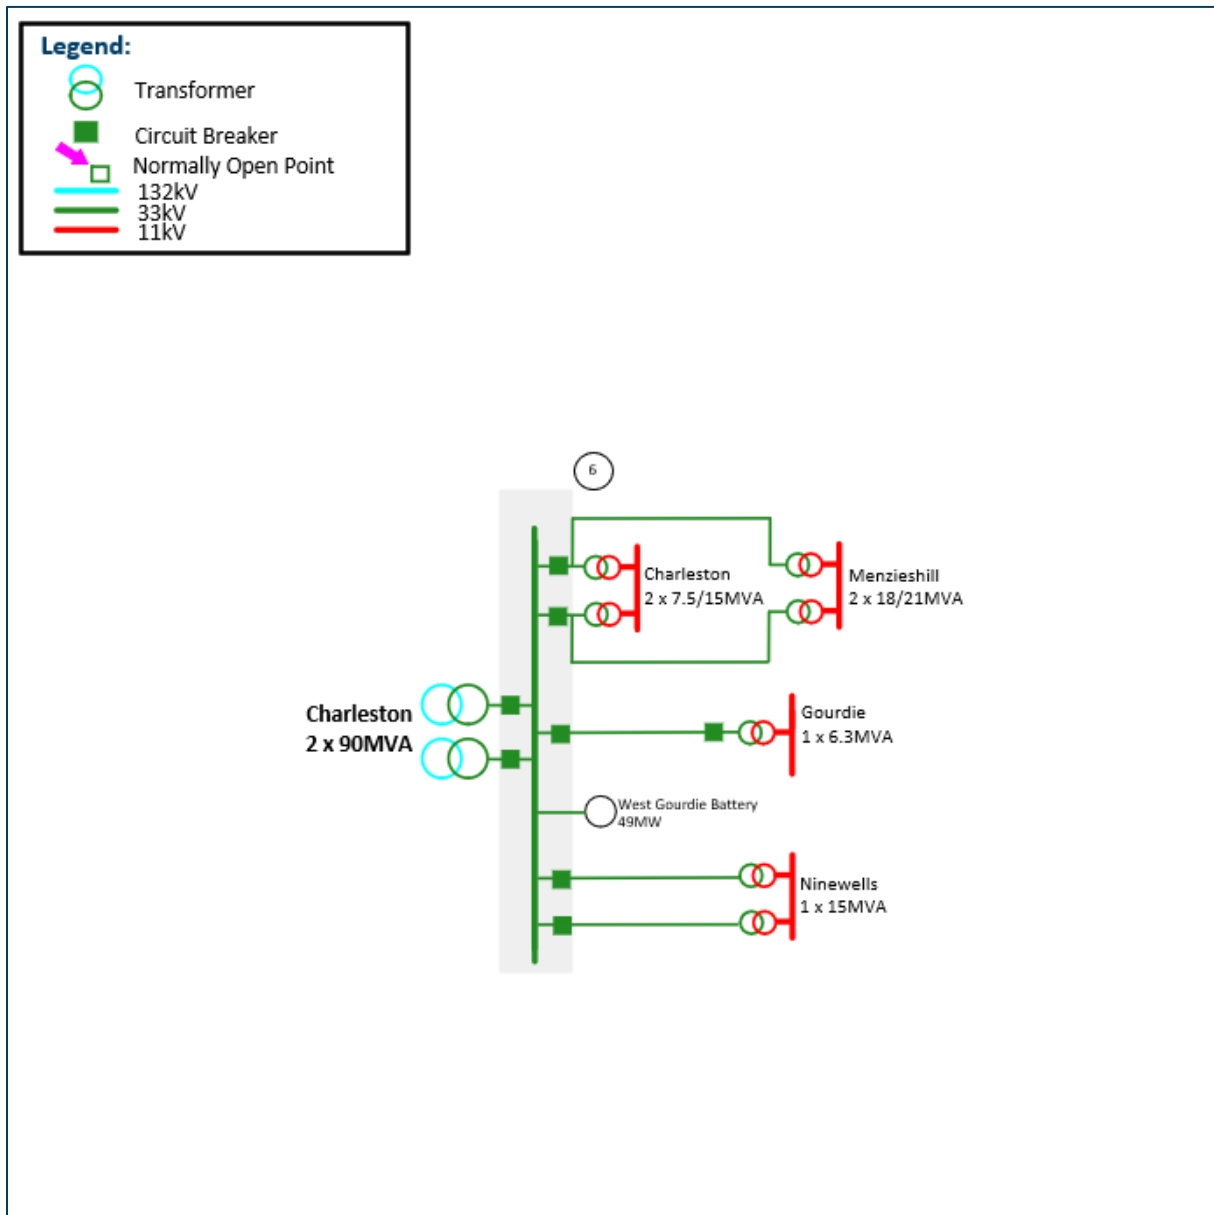 Legend:
Transformer
Circuit Breaker
Normally Open Point
132kV
33kV
11kV
6
Charleston
2 x 7.5/15MVA
Menzieshill
2 x 18/21MVA
Charleston
2 x 90MVA
Gourdie
1 x 6.3MVA
West Gourdie Battery
49MW
Ninewells
1 x 15MVA